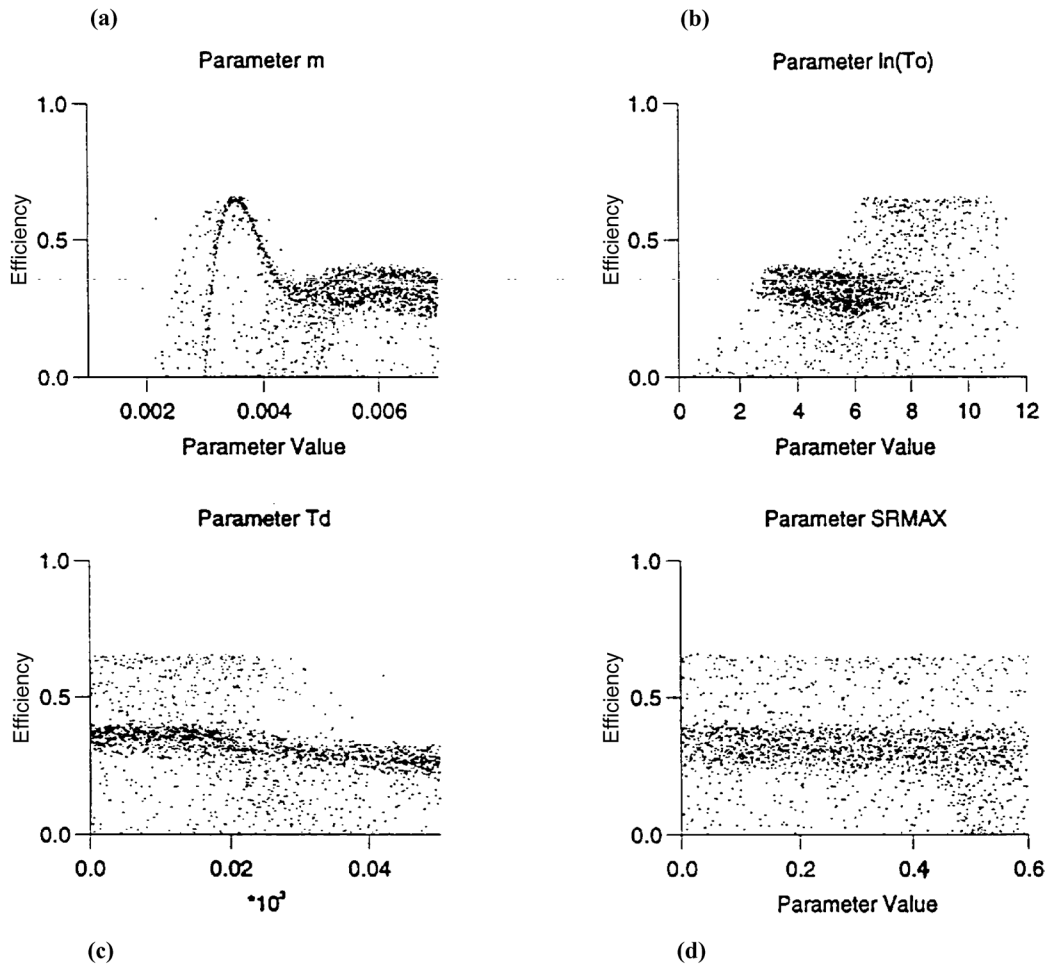 (a)
Parameter m
1.0
0.5
0.0
Efficiency
0.002 0.004 0.006
Parameter Value
(b)
Parameter ln(To)
1.0
0.5
0.0
Efficiency
0 2 4 6 8 10 12
Parameter Value
Parameter Td
1.0
0.5
0.0
Efficiency
0.0 0.02 0.04
*10³
(c)
Parameter SRMAX
1.0
0.5
0.0
Efficiency
0.0 0.2 0.4 0.6
Parameter Value
(d)